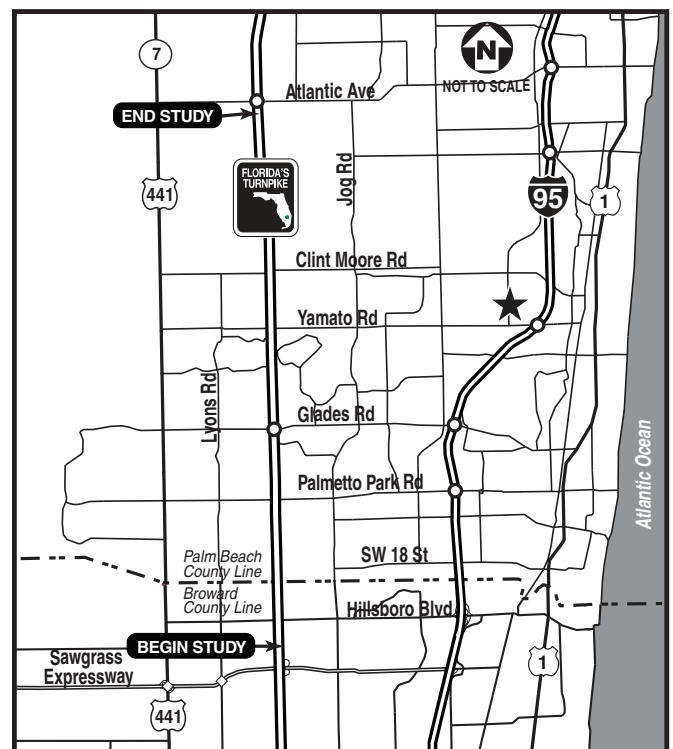 7
N
NOT TO SCALE
Atlantic Ave
END STUDY
Jog Rd
FLORIDA'S
TURNPIKE
441
95
1
Clint Moore Rd
Yamato Rd
Lyons Rd
Glades Rd
Atlantic Ocean
Palmetto Park Rd
SW 18 St
Palm Beach
County Line
Broward
County Line
Hillsboro Blvd
BEGIN STUDY
Sawgrass
Expressway
1
441